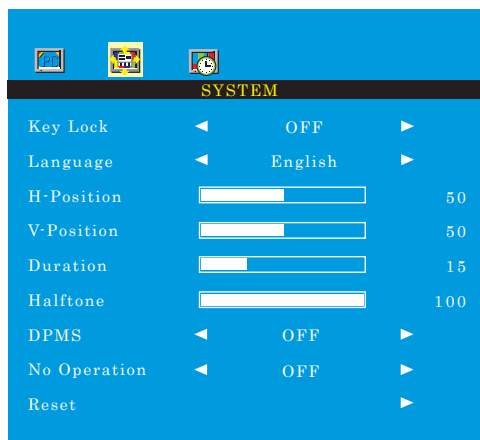 PC
SYSTEM
Key Lock OFF
Language English
H-Position 50
V-Position 50
Duration 15
Halftone 100
DPMS OFF
No Operation OFF
Reset